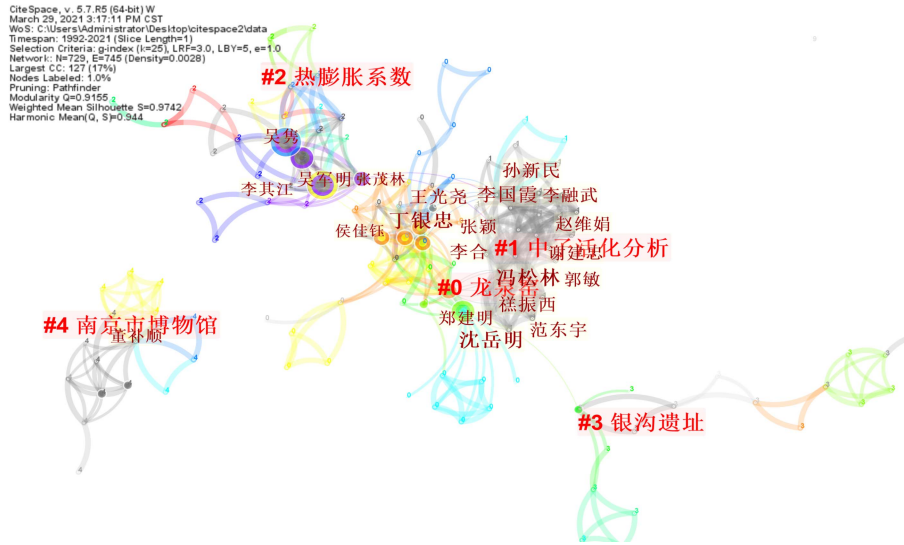 CiteSpace, v. 5.7.R5 (64-bit) W
March 29, 2021 3:17:11 PM CST
WoS: C:\Users\Administrator\Desktop\citespace2\data
Timespan: 1992-2021 (Slice Length=1)
Selection Criteria: g-index (k=25), LRF=3.0, LBY=5, e=1.0
Network: N=729, E=745 (Density=0.0028)
Largest CC: 127 (17%)
Nodes Labeled: 1.0%
Pruning: Pathfinder
Modularity Q=0.9155
Weighted Mean Silhouette S=0.9742
Harmonic Mean(Q, S)=0.944
#2 热膨胀系数
吴隽
孙新民
李其江
吴军明
张茂林
王光尧
李国霞
李融武
丁银忠
张颖
赵维娟
侯佳钰
李合
#1 中子活化分析
谢建忠
冯松林
郭敏
#0 龙泉窑
禚振西
郑建明
范东宇
沈岳明
#4 南京市博物馆
董补顺
#3 银沟遗址